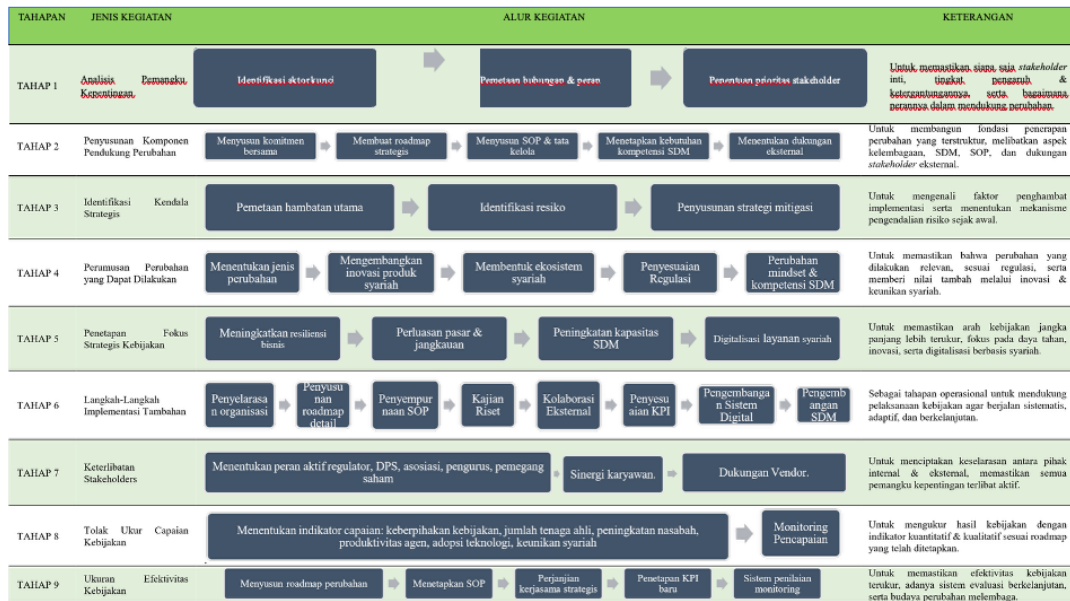 TAHAPAN JENIS KEGIATAN ALUR KEGIATAN KETERANGAN
TAHAP 1
Analisis Pemangku
Kepentingan
Identifikasi aktor kunci
Pemetaan hubungan & peran
Penentuan prioritas stakeholder
Untuk memastikan siapa saja stakeholder
inti, tingkat pengaruh &
ketergantungannya, serta bagaimana
perannya dalam mendukung perubahan.
TAHAP 2
Penyusunan Komponen
Pendukung Perubahan
Menyusun komitmen
bersama
Membuat roadmap
strategis
Menyusun SOP & tata
kelola
Menetapkan kebutuhan
kompetensi SDM
Menentukan dukungan
eksternal
Untuk membangun fondasi penerapan
perubahan yang terstruktur, melibatkan aspek
kelembagaan, SDM, SOP, dan dukungan
stakeholder eksternal.
TAHAP 3
Identifikasi Kendala
Strategis
Pemetaan hambatan utama
Identifikasi resiko
Penyusunan strategi mitigasi
Untuk mengenali faktor penghambat
implementasi serta menentukan mekanisme
pengendalian risiko sejak awal.
TAHAP 4
Perumusan Perubahan
yang Dapat Dilakukan
Menentukan jenis
perubahan
Mengembangkan
inovasi produk
syariah
Membentuk ekosistem
syariah
Penyesuaian
Regulasi
Perubahan
mindset &
kompetensi SDM
Untuk memastikan bahwa perubahan yang
dilakukan relevan, sesuai regulasi, serta
memberi nilai tambah melalui inovasi &
keunikan syariah.
TAHAP 5
Penetapan Fokus
Strategis Kebijakan
Meningkatkan resiliensi
bisnis
Perluasan pasar &
jangkauan
Peningkatan kapasitas
SDM
Digitalisasi layanan syariah
Untuk memastikan arah kebijakan jangka
panjang lebih terukur, fokus pada daya tahan,
inovasi, serta digitalisasi berbasis syariah.
TAHAP 6
Langkah-Langkah
Implementasi Tambahan
Penyelarasa
n organisasi
Penyusu
nan
roadmap
detail
Penyempur
naan SOP
Kajian
Riset
Kolaborasi
Eksternal
Penyesu
aian KPI
Pengembanga
n Sistem
Digital
Pengemb
angan
SDM
Sebagai tahapan operasional untuk mendukung
pelaksanaan kebijakan agar berjalan sistematis,
adaptif, dan berkelanjutan.
TAHAP 7
Keterlibatan
Stakeholders
Menentukan peran aktif regulator, DPS, asosiasi, pengurus, pemegang
saham
Sinergi karyawan.
Dukungan Vendor.
Untuk menciptakan keselarasan antara pihak
internal & eksternal, memastikan semua
pemangku kepentingan terlibat aktif.
TAHAP 8
Tolak Ukur Capaian
Kebijakan
Menentukan indikator capaian: keberpihakan kebijakan, jumlah tenaga ahli, peningkatan nasabah,
produktivitas agen, adopsi teknologi, keunikan syariah
Monitoring
Pencapaian
Untuk mengukur hasil kebijakan dengan
indikator kuantitatif & kualitatif sesuai roadmap
yang telah ditetapkan.
TAHAP 9
Ukuran Efektivitas
Kebijakan
Menyusun roadmap perubahan
Menetapkan SOP
Perjanjian
kerjasama strategis
Penetapan KPI
baru
Sistem penilaian
monitoring
Untuk memastikan efektivitas kebijakan
terukur, adanya sistem evaluasi berkelanjutan,
serta budaya perubahan melembaga.